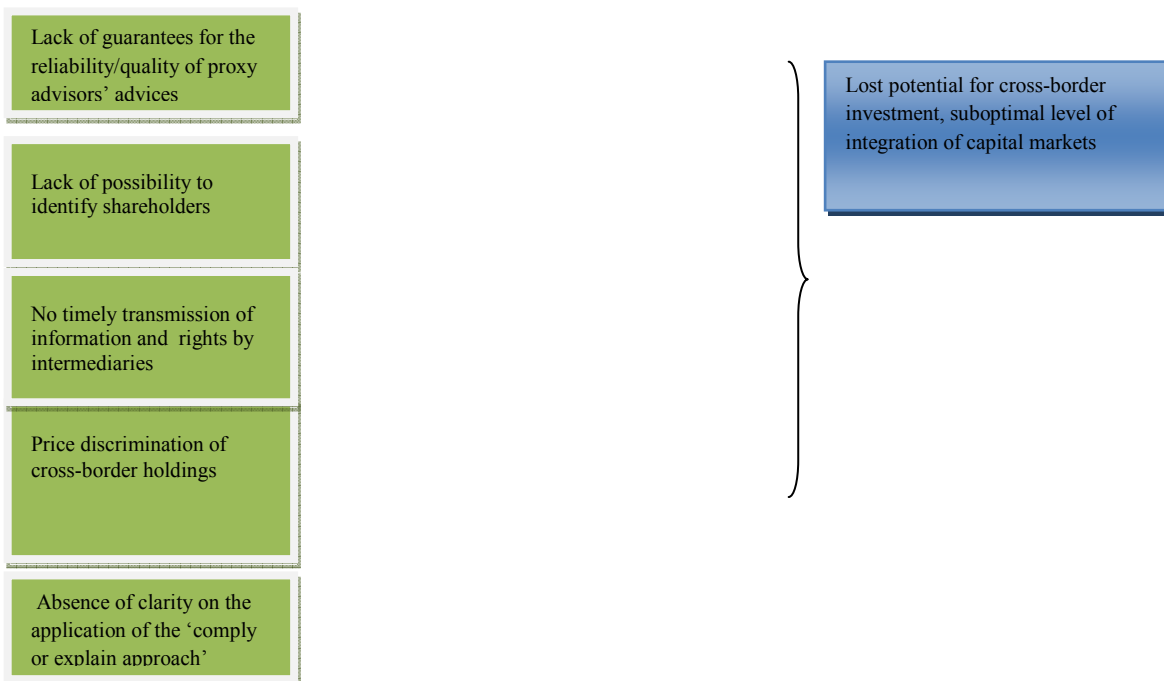 Lack of guarantees for the
reliability/quality of proxy
advisors’ advices
Lost potential for cross-border
investment, suboptimal level of
integration of capital markets
Lack of possibility to
identify shareholders
No timely transmission of
information and  rights by
intermediaries
Price discrimination of
cross-border holdings
Absence of clarity on the
application of the ‘comply
or explain approach’